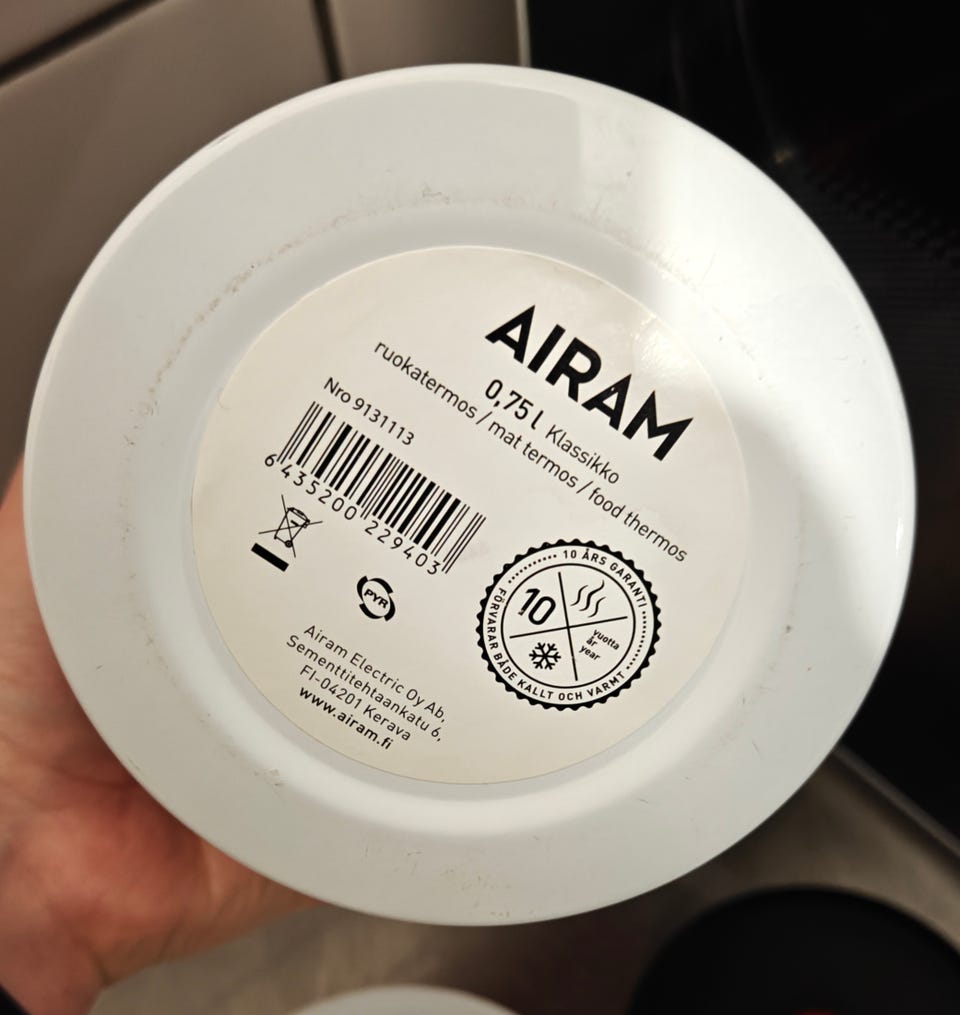 AIRAM
0,75 l Klassikko
ruokatermos / mat termos / food thermos
Nro 9131113
6 435200 229403
PYR
10 ÅRS GARANTI
FÖRVARAR BÅDE KALLT OCH VARMT
10
vuotta
år
year
Airam Electric Oy Ab,
Sementtitehtaankatu 6,
FI-04201 Kerava
www.airam.fi